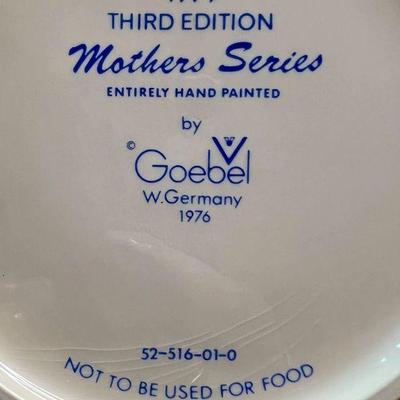 THIRD EDITION
Mothers Series
ENTIRELY HAND PAINTED
by
© Goebel
W. Germany
1976
52-516-01-0
NOT TO BE USED FOR FOOD